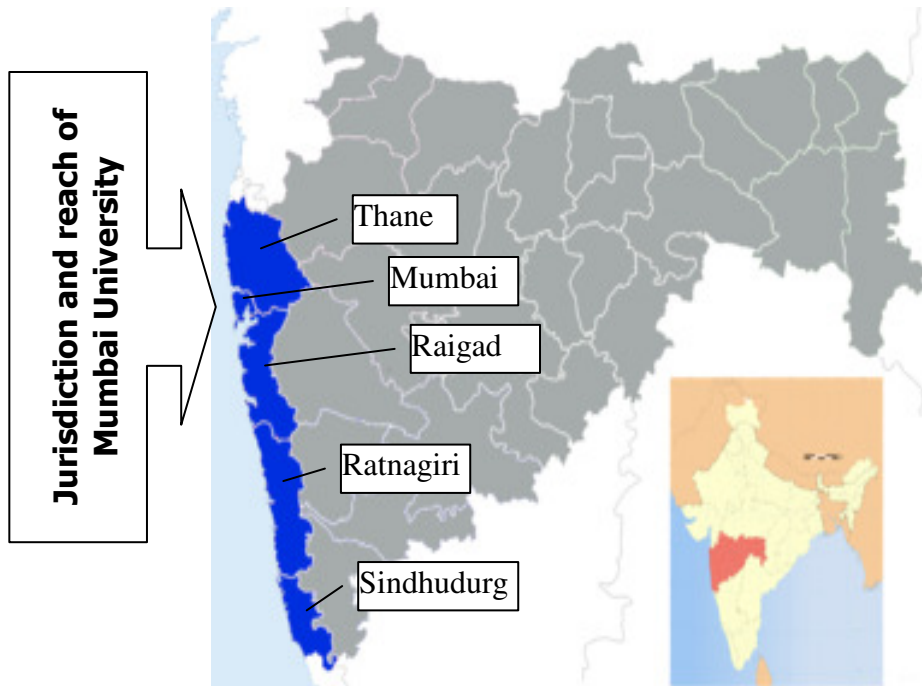 Jurisdiction and reach of
Mumbai University
Thane
Mumbai
Raigad
Ratnagiri
Sindhudurg